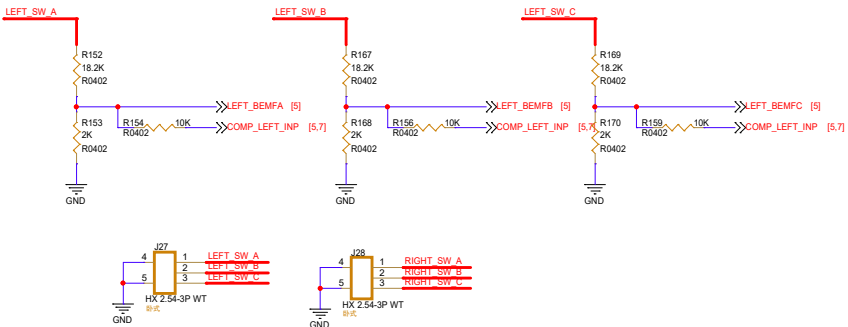 LEFT_SW_A
R152
18.2K
R0402
LEFT_BEMFA [5]
R153
2K
R0402
R154
R0402
10K
COMP_LEFT_INP [5,7]
GND
LEFT_SW_B
R167
18.2K
R0402
LEFT_BEMFB [5]
R168
2K
R0402
R156
R0402
10K
COMP_LEFT_INP [5,7]
GND
LEFT_SW_C
R169
18.2K
R0402
LEFT_BEMFC [5]
R170
2K
R0402
R159
R0402
10K
COMP_LEFT_INP [5,7]
GND
J27
4 1 LEFT_SW_A
2 LEFT_SW_B
5 3 LEFT_SW_C
HX 2.54-3P WT
卧式
GND
J28
4 1 RIGHT_SW_A
2 RIGHT_SW_B
5 3 RIGHT_SW_C
HX 2.54-3P WT
卧式
GND